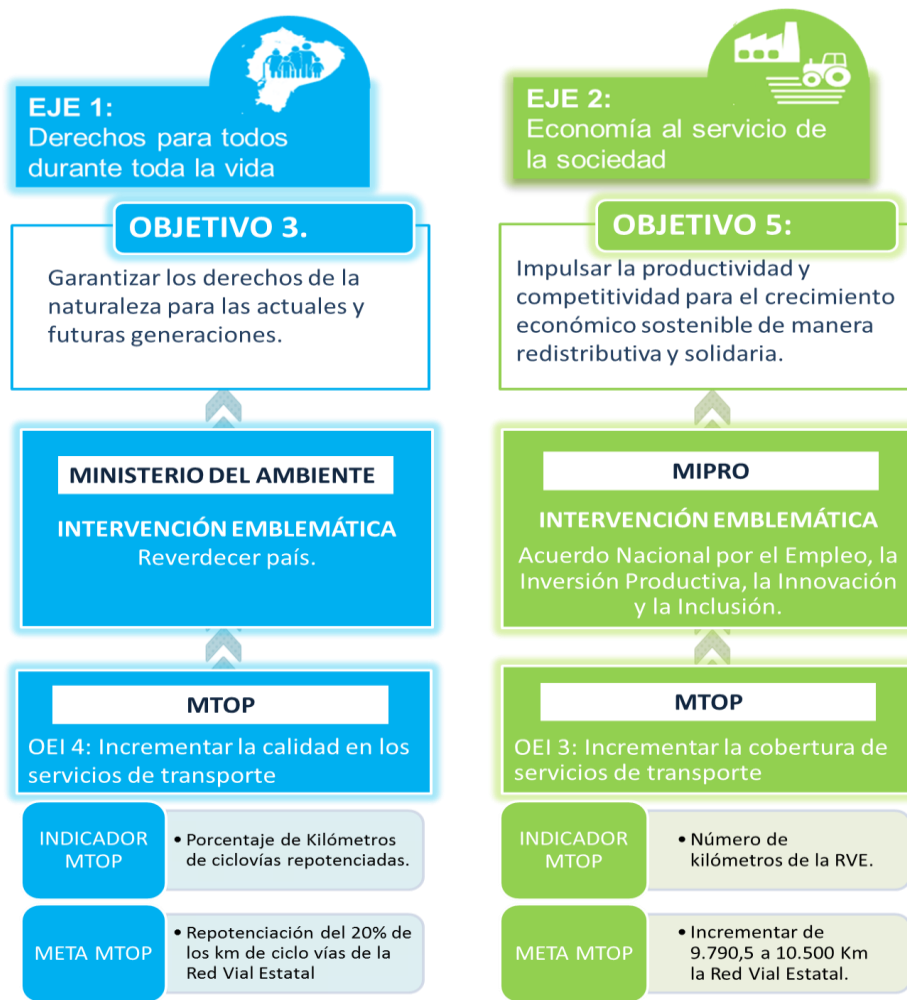 EJE 1:
Derechos para todos
durante toda la vida
OBJETIVO 3.
Garantizar los derechos de la
naturaleza para las actuales y
futuras generaciones.
MINISTERIO DEL AMBIENTE
INTERVENCIÓN EMBLEMÁTICA
Reverdecer país.
MTOP
OEI 4: Incrementar la calidad en los
servicios de transporte
INDICADOR
MTOP
• Porcentaje de Kilómetros
de ciclovías repotenciadas.
META MTOP
• Repotenciación del 20% de
los km de ciclo vías de la
Red Vial Estatal
EJE 2:
Economía al servicio de
la sociedad
OBJETIVO 5:
Impulsar la productividad y
competitividad para el crecimiento
económico sostenible de manera
redistributiva y solidaria.
MIPRO
INTERVENCIÓN EMBLEMÁTICA
Acuerdo Nacional por el Empleo, la
Inversión Productiva, la Innovación
y la Inclusión.
MTOP
OEI 3: Incrementar la cobertura de
servicios de transporte
INDICADOR
MTOP
• Número de
kilómetros de la RVE.
META MTOP
• Incrementar de
9.790,5 a 10.500 Km
la Red Vial Estatal.